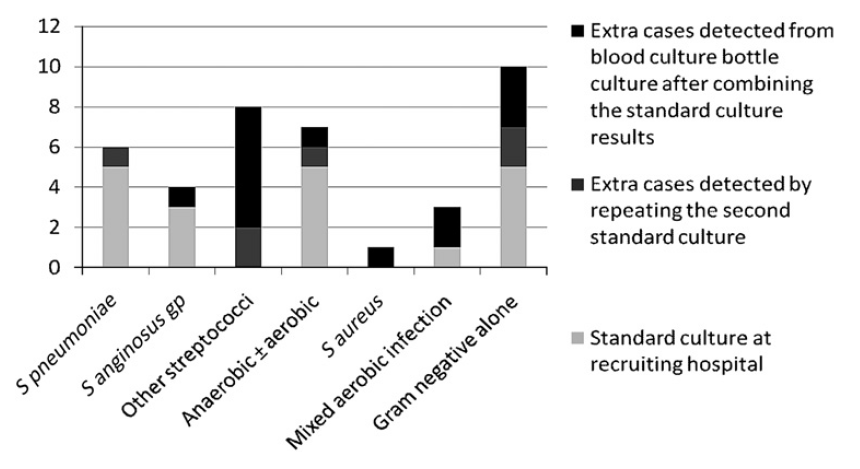 12
10
8
6
4
2
0
S pneumoniae
S anginosus gp
Other streptococci
Anaerobic ± aerobic
S aureus
Mixed aerobic infection
Gram negative alone
Extra cases detected from
blood culture bottle
culture after combining
the standard culture
results
Extra cases detected by
repeating the second
standard culture
Standard culture at
recruiting hospital